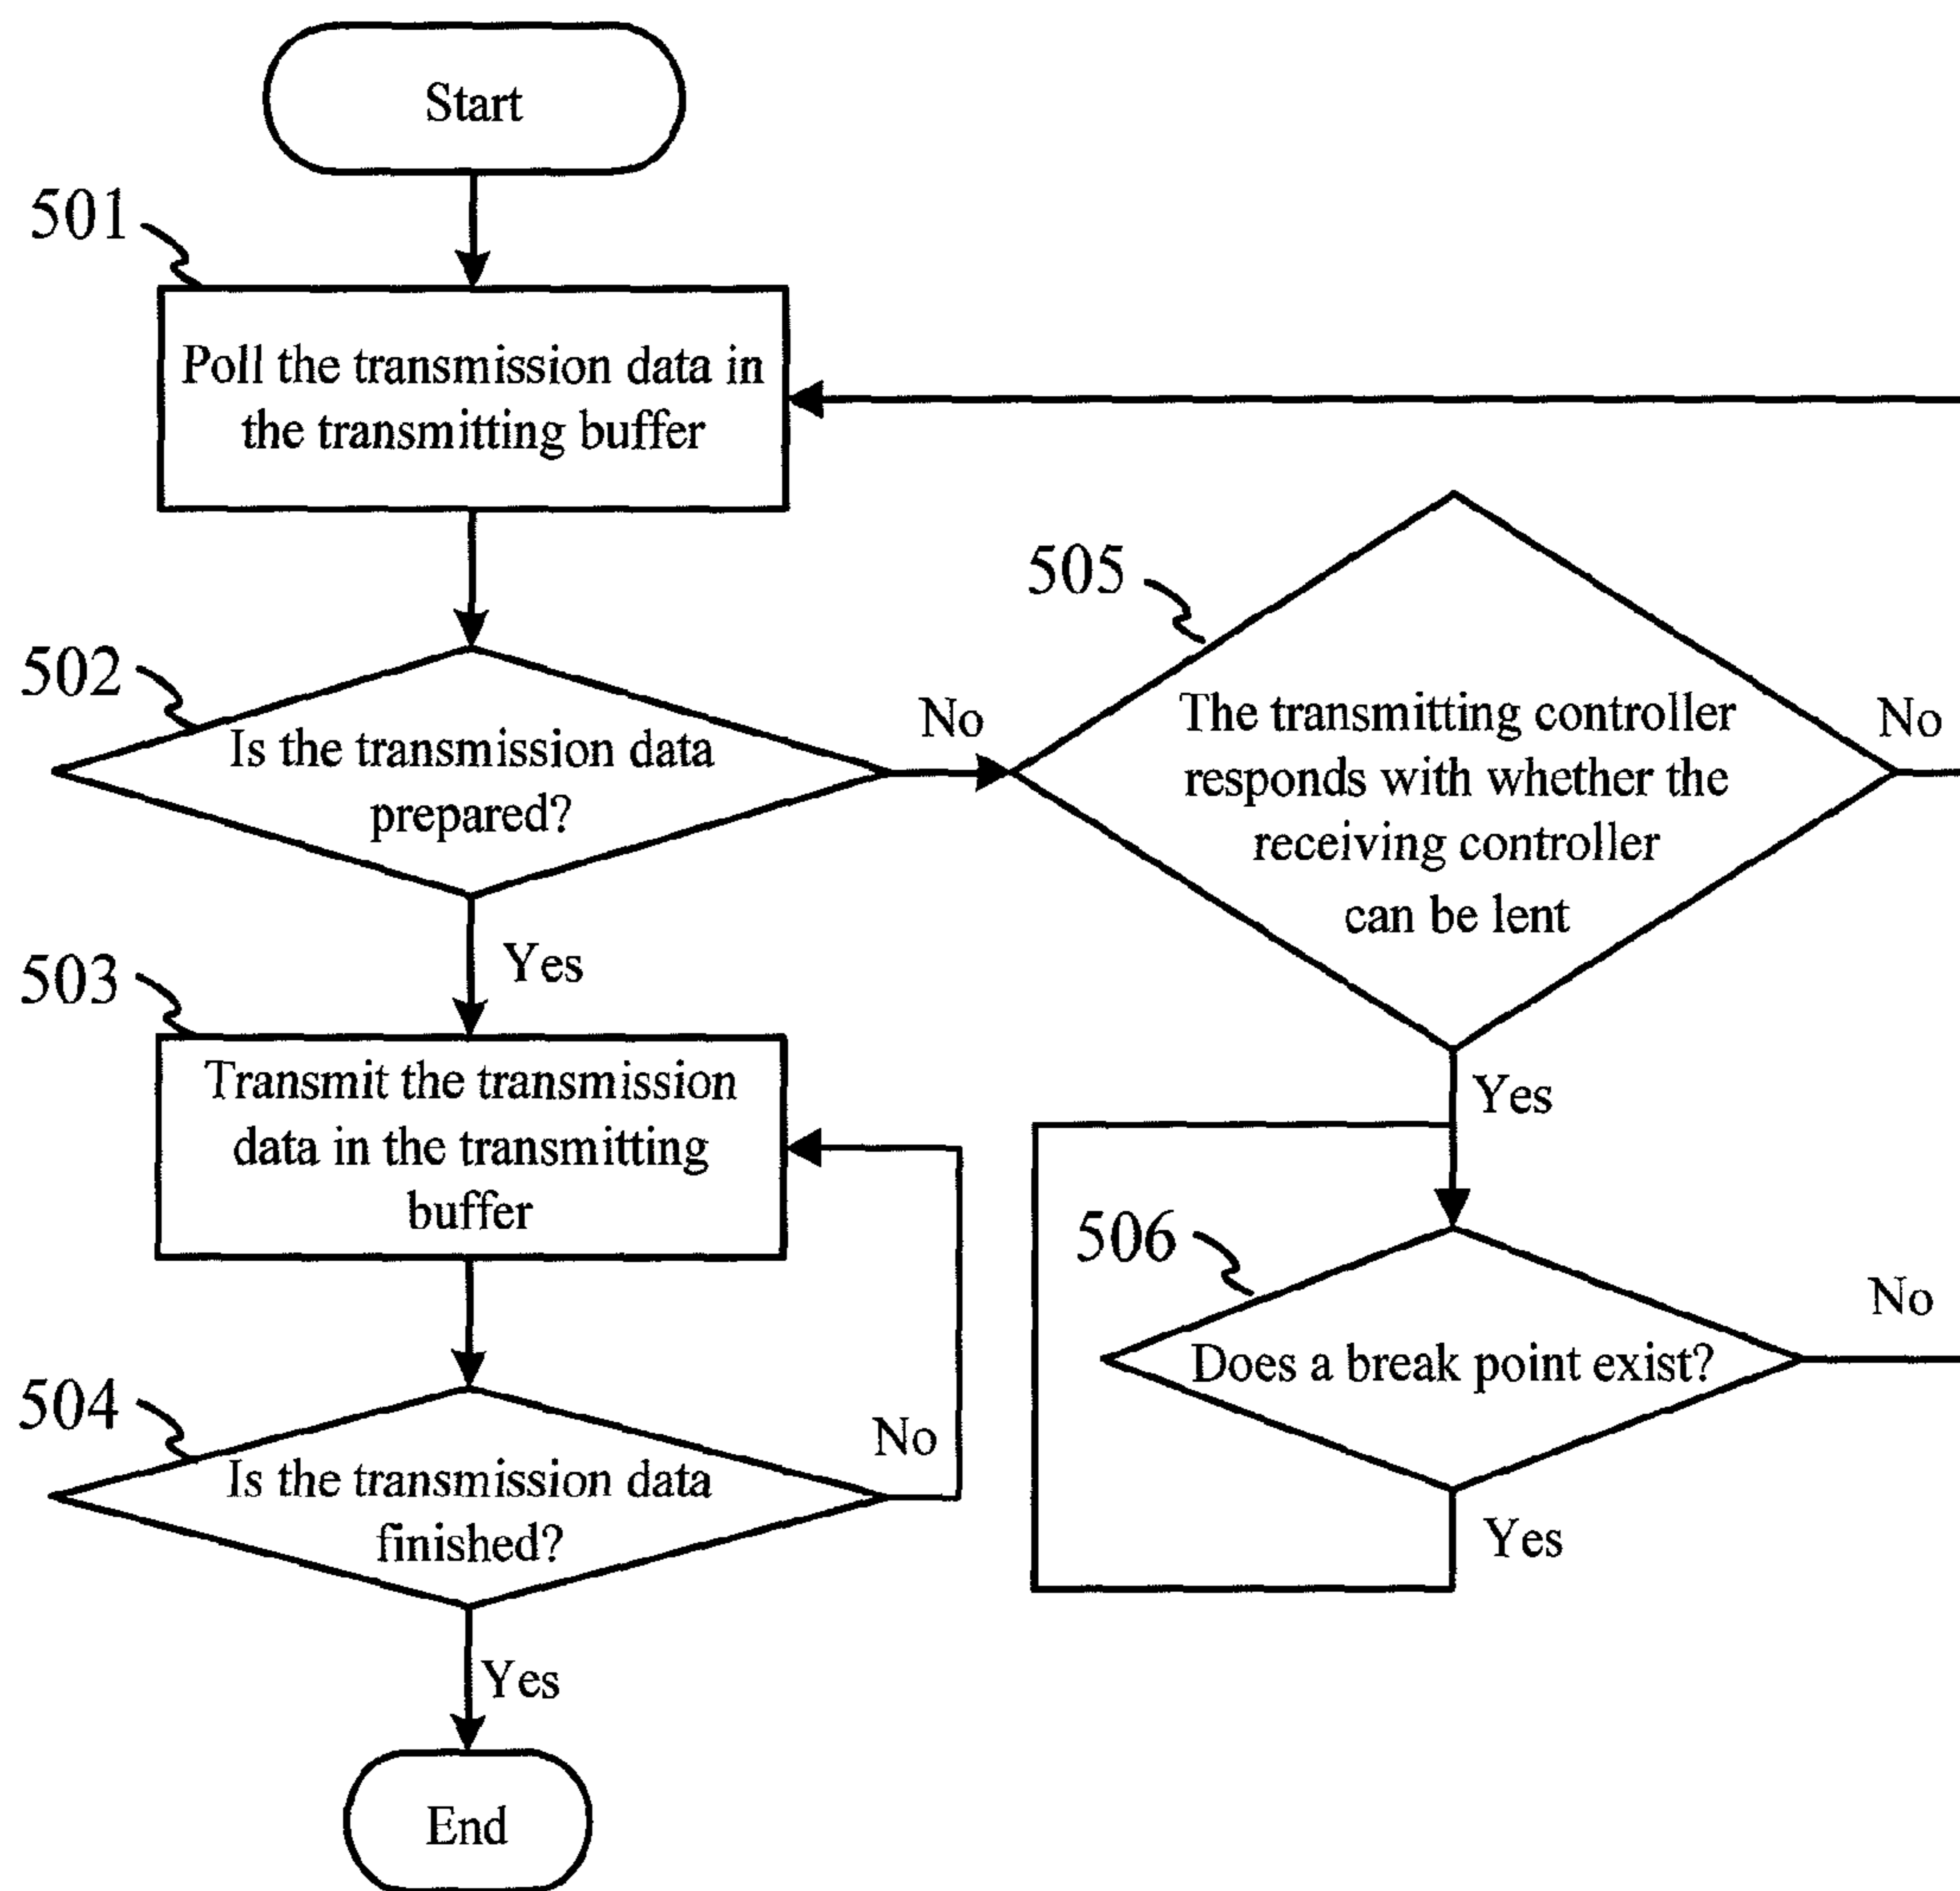 Start
501
Poll the transmission data in
the transmitting buffer
502
Is the transmission data
prepared?
No
Yes
505
The transmitting controller
responds with whether the
receiving controller
can be lent
No
Yes
503
Transmit the transmission
data in the transmitting
buffer
504
Is the transmission data
finished?
No
Yes
506
Does a break point exist?
No
Yes
End